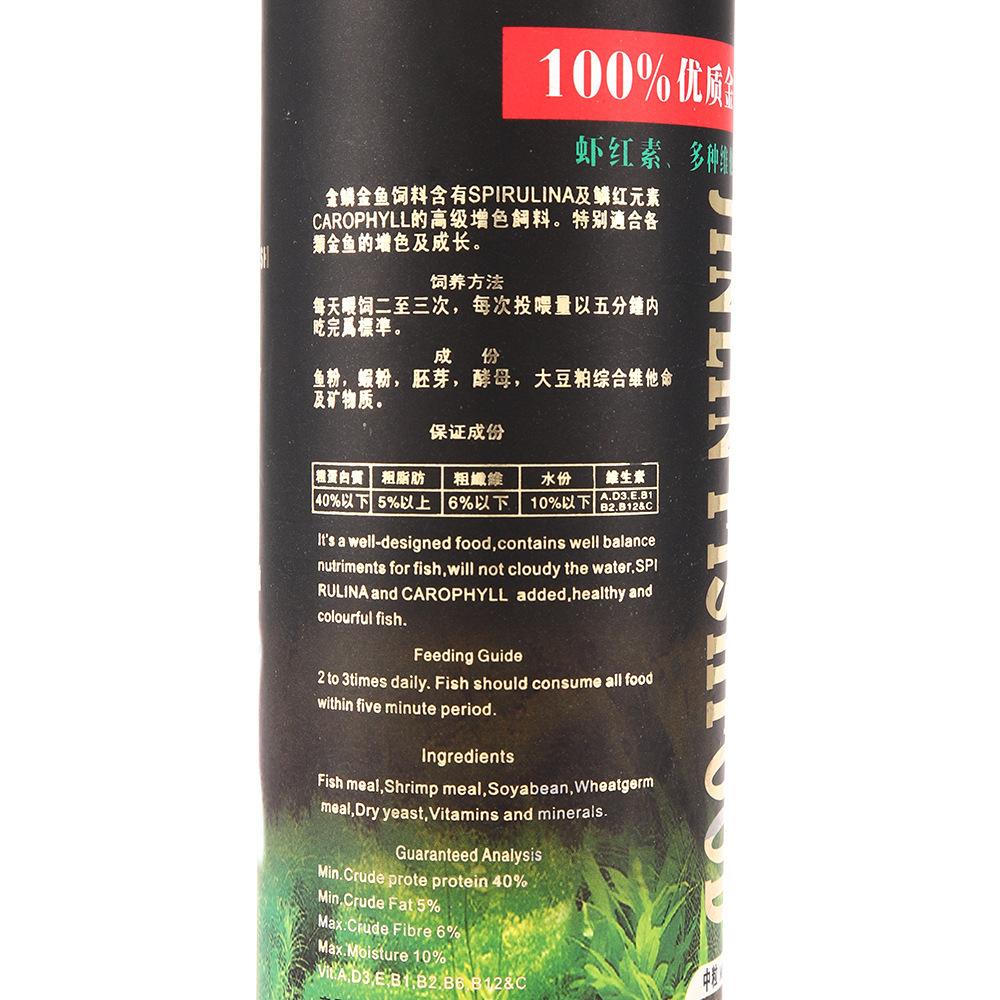 100%优质金
虾红素、多种维
金鳞金鱼饲料含有SPIRULINA及鳞红元素
CAROPHYLL的高级增色飼料。特别適合各
類金鱼的增色及成长。
饲养方法
每天喂饲二至三次，每次投喂量以五分鐘内
吃完爲標準。
成 份
鱼粉，蝦粉，胚芽，酵母，大豆粕综合维他命
及矿物质。
保证成份
粗蛋白質 粗脂肪 粗纖維 水份 維生素
40%以下 5%以上 6%以下 10%以下 A.D3.E.B1
B2.B12&C
It's a well-designed food,contains well balance
nutriments for fish,will not cloudy the water,SPI
RULINA and CAROPHYLL added,healthy and
colourful fish.
Feeding Guide
2 to 3times daily. Fish should consume all food
within five minute period.
Ingredients
Fish meal,Shrimp meal,Soyabean,Wheatgerm
meal,Dry yeast,Vitamins and minerals.
Guaranteed Analysis
Min.Crude prote protein 40%
Min.Crude Fat 5%
Max.Crude Fibre 6%
Max.Moisture 10%
Vit.A,D3,E,B1,B2,B6,B12&C
JINLIN FISH FOOD
中粒
SH